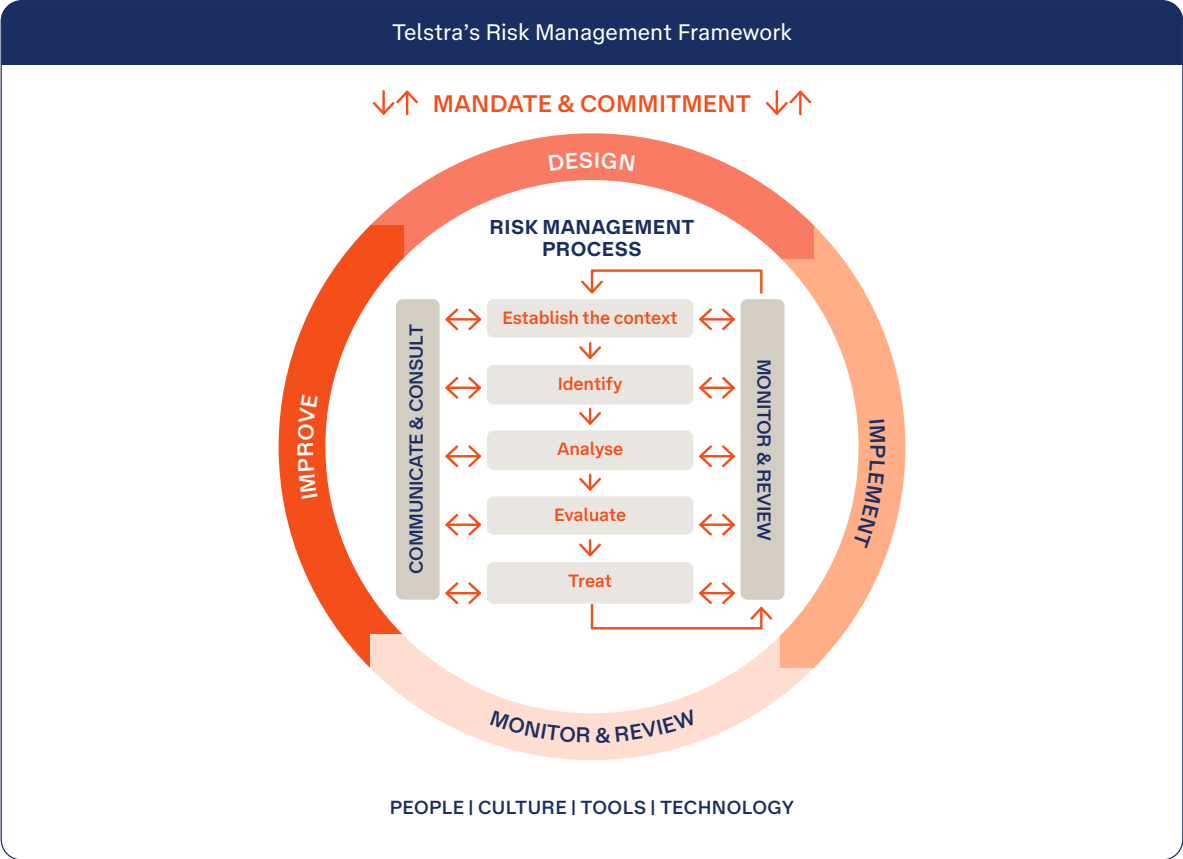 Telstra’s Risk Management Framework
MANDATE & COMMITMENT
DESIGN
RISK MANAGEMENT
PROCESS
IMPROVE
COMMUNICATE & CONSULT
Establish the context
Identify
Analyse
Evaluate
Treat
MONITOR & REVIEW
IMPLEMENT
MONITOR & REVIEW
PEOPLE | CULTURE | TOOLS | TECHNOLOGY